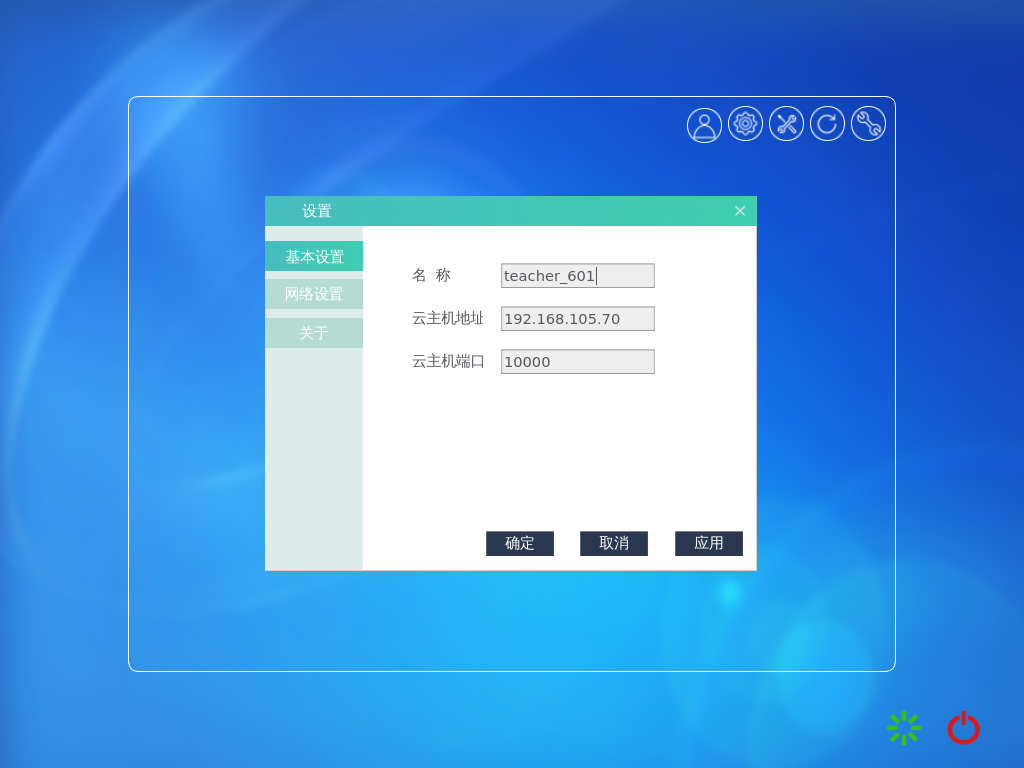 设置
基本设置
网络设置
关于
名 称 teacher_601
云主机地址 192.168.105.70
云主机端口 10000
确定 取消 应用